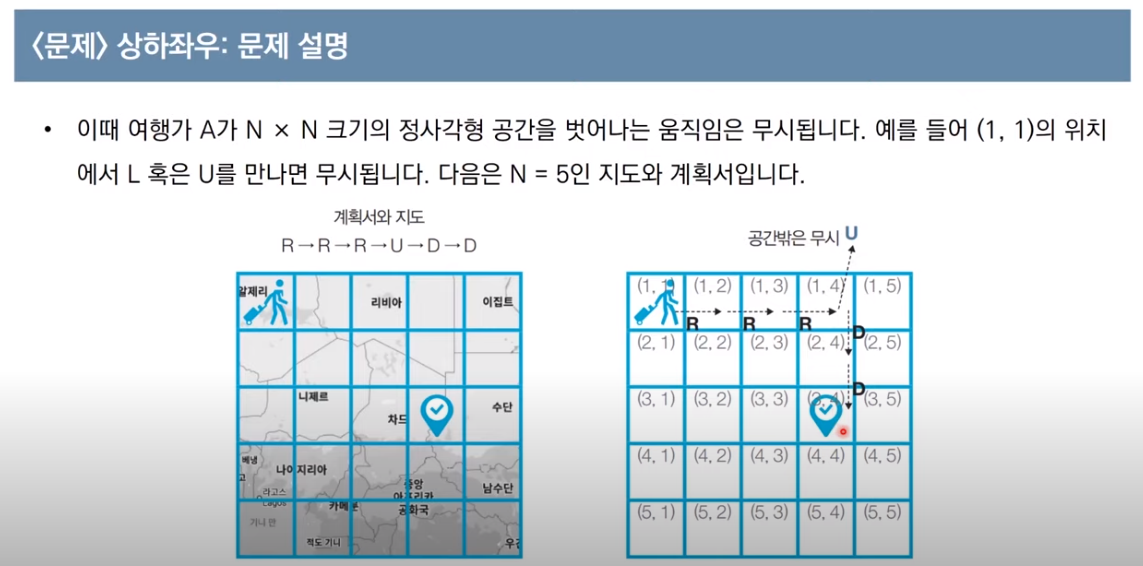 〈문제〉 상하좌우: 문제 설명
• 이때 여행가 A가 N × N 크기의 정사각형 공간을 벗어나는 움직임은 무시됩니다. 예를 들어 (1, 1)의 위치
에서 L 혹은 U를 만나면 무시됩니다. 다음은 N = 5인 지도와 계획서입니다.
계획서와 지도
R→R→R→U→D→D
알제리
리비아
이집트
니제르
차드
수단
베냉
나이지리아
라고스
Lagos
중앙
아프리카
공화국
남수단
카메룬
기니 만
적도 기니
우간
공간밖은 무시 U
(1, 1) (1, 2) (1, 3) (1, 4) (1, 5)
R R R D
(2, 1) (2, 2) (2, 3) (2, 4) (2, 5)
D
(3, 1) (3, 2) (3, 3) (3, 4) (3, 5)
(4, 1) (4, 2) (4, 3) (4, 4) (4, 5)
(5, 1) (5, 2) (5, 3) (5, 4) (5, 5)